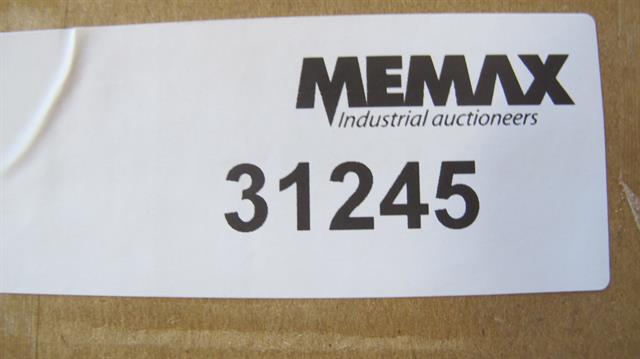 MEMAX
Industrial auctioneers
31245